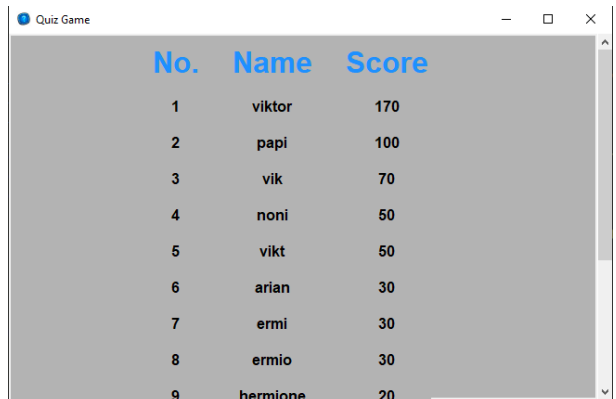 Quiz Game
No. Name Score
1 viktor 170
2 papi 100
3 vik 70
4 noni 50
5 vikt 50
6 arian 30
7 ermi 30
8 ermio 30
9 hermione 20